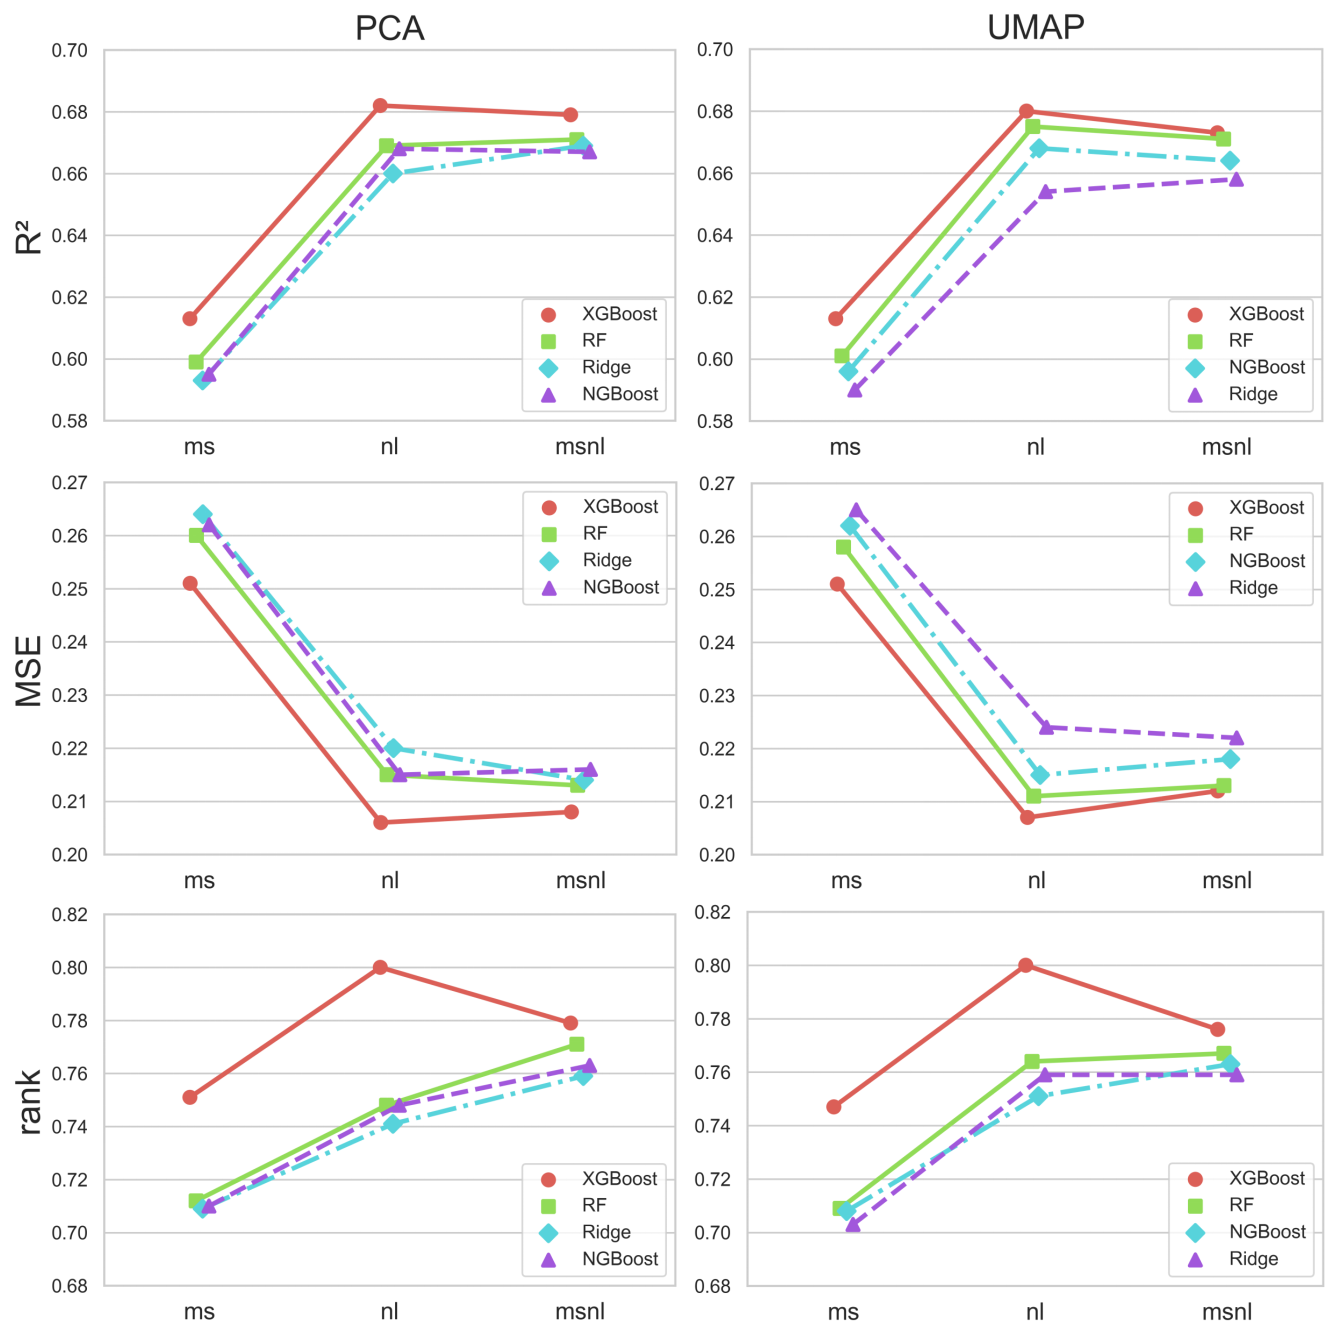 PCA
UMAP
R²
0.70
0.68
0.66
0.64
0.62
0.60
0.58
ms
nl
msnl
XGBoost
RF
Ridge
NGBoost
0.70
0.68
0.66
0.64
0.62
0.60
0.58
ms
nl
msnl
XGBoost
RF
NGBoost
Ridge
MSE
0.27
0.26
0.25
0.24
0.23
0.22
0.21
0.20
ms
nl
msnl
XGBoost
RF
Ridge
NGBoost
0.27
0.26
0.25
0.24
0.23
0.22
0.21
0.20
ms
nl
msnl
XGBoost
RF
NGBoost
Ridge
rank
0.82
0.80
0.78
0.76
0.74
0.72
0.70
0.68
ms
nl
msnl
XGBoost
RF
Ridge
NGBoost
0.82
0.80
0.78
0.76
0.74
0.72
0.70
0.68
ms
nl
msnl
XGBoost
RF
NGBoost
Ridge